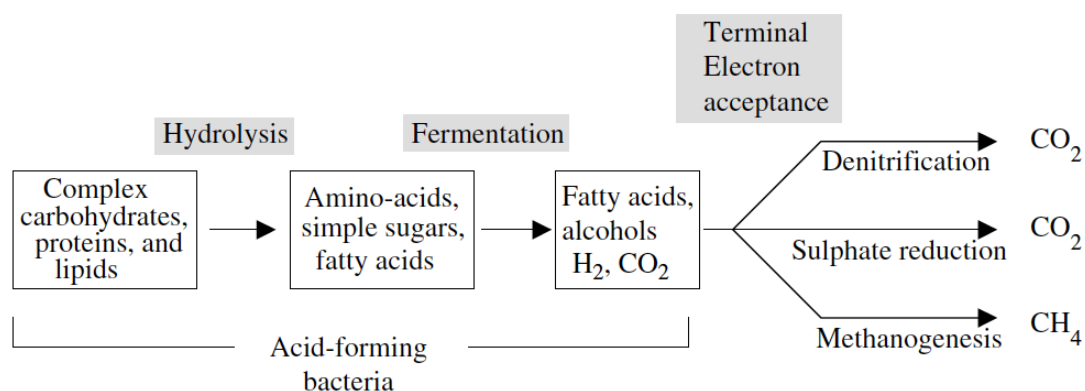 Terminal
Electron
acceptance
Hydrolysis
Fermentation
Complex
carbohydrates,
proteins, and
lipids
Amino-acids,
simple sugars,
fatty acids
Fatty acids,
alcohols
H₂, CO₂
Denitrification
CO₂
Sulphate reduction
CO₂
Methanogenesis
CH₄
Acid-forming
bacteria